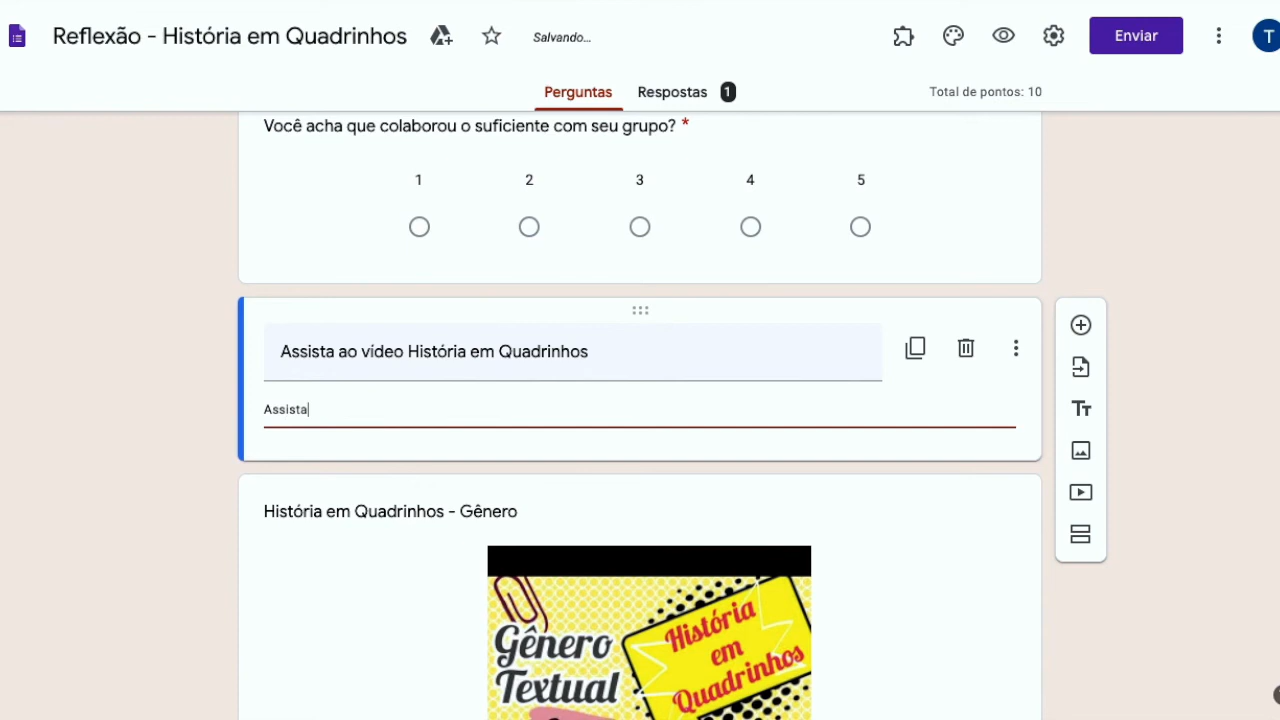 Reflexão - História em Quadrinhos
Salvando...
Enviar
T
Perguntas
Respostas 1
Total de pontos: 10
Você acha que colaborou o suficiente com seu grupo? *
1 2 3 4 5
Assista ao vídeo História em Quadrinhos
Assista
História em Quadrinhos - Gênero
Gênero
Textual
História
em
Quadrinhos